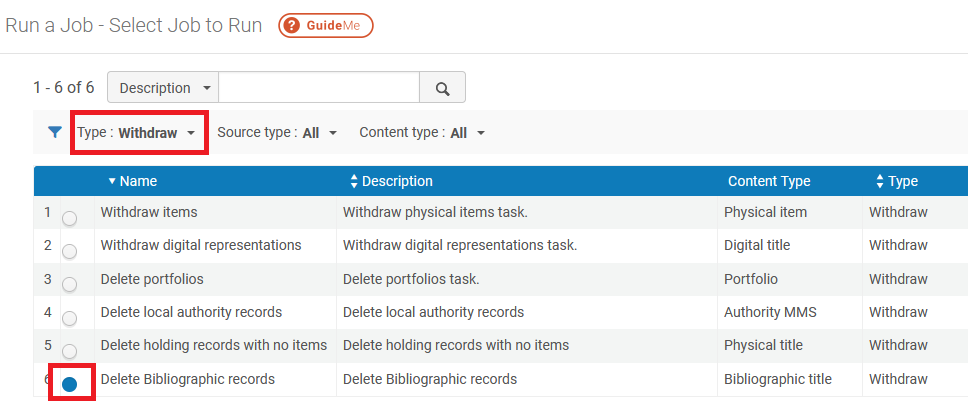 Run a Job - Select Job to Run ? GuideMe
1 - 6 of 6 Description
Type : Withdraw Source type : All Content type : All
Name Description Content Type Type
1 Withdraw items Withdraw physical items task. Physical item Withdraw
2 Withdraw digital representations Withdraw digital representations task. Digital title Withdraw
3 Delete portfolios Delete portfolios task. Portfolio Withdraw
4 Delete local authority records Delete local authority records Authority MMS Withdraw
5 Delete holding records with no items Delete holding records with no items Physical title Withdraw
6 Delete Bibliographic records Delete Bibliographic records Bibliographic title Withdraw